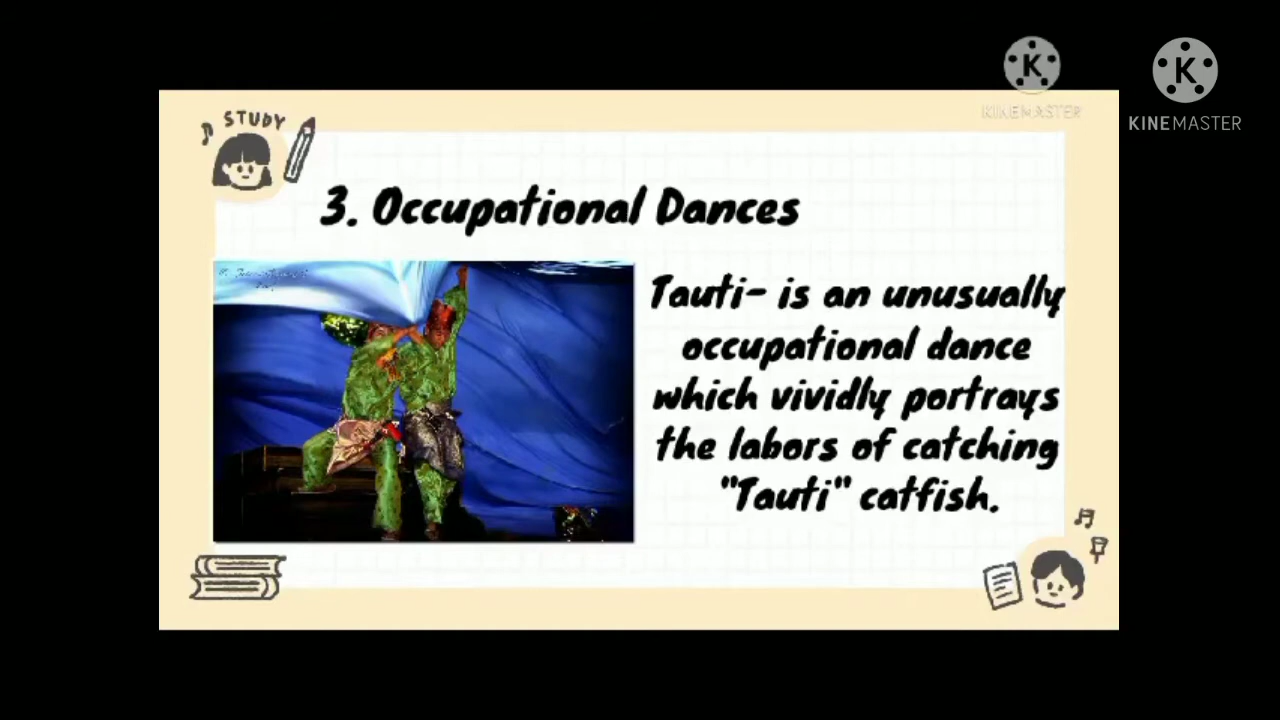 KINEMASTER
KINEMASTER
STUDY
3. Occupational Dances
Tauti- is an unusually
occupational dance
which vividly portrays
the labors of catching
"Tauti" catfish.